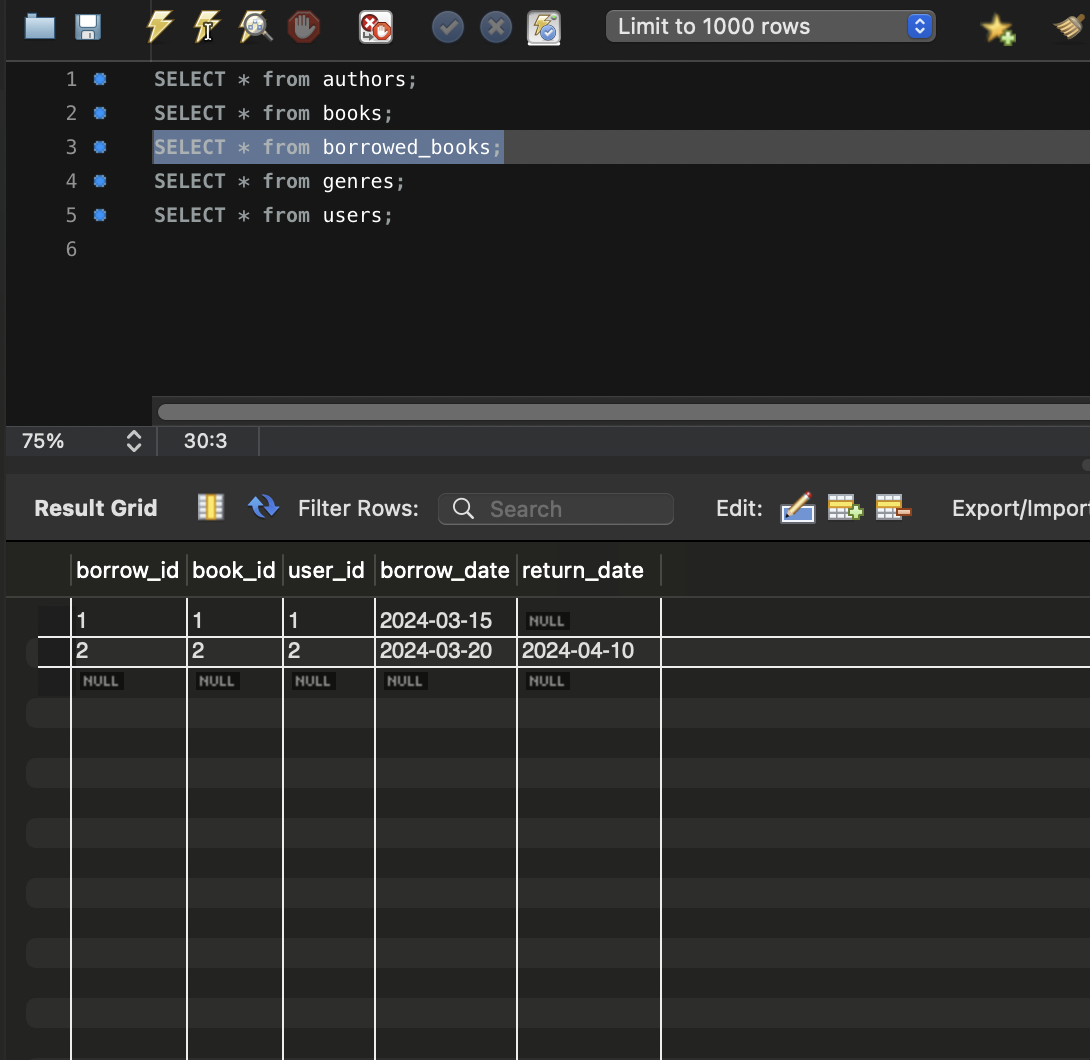 Limit to 1000 rows
1 SELECT * from authors;
2 SELECT * from books;
3 SELECT * from borrowed_books;
4 SELECT * from genres;
5 SELECT * from users;
6
75% 30:3
Result Grid Filter Rows: Search Edit: Export/Import
borrow_id book_id user_id borrow_date return_date
1 1 1 2024-03-15 NULL
2 2 2 2024-03-20 2024-04-10
NULL NULL NULL NULL NULL